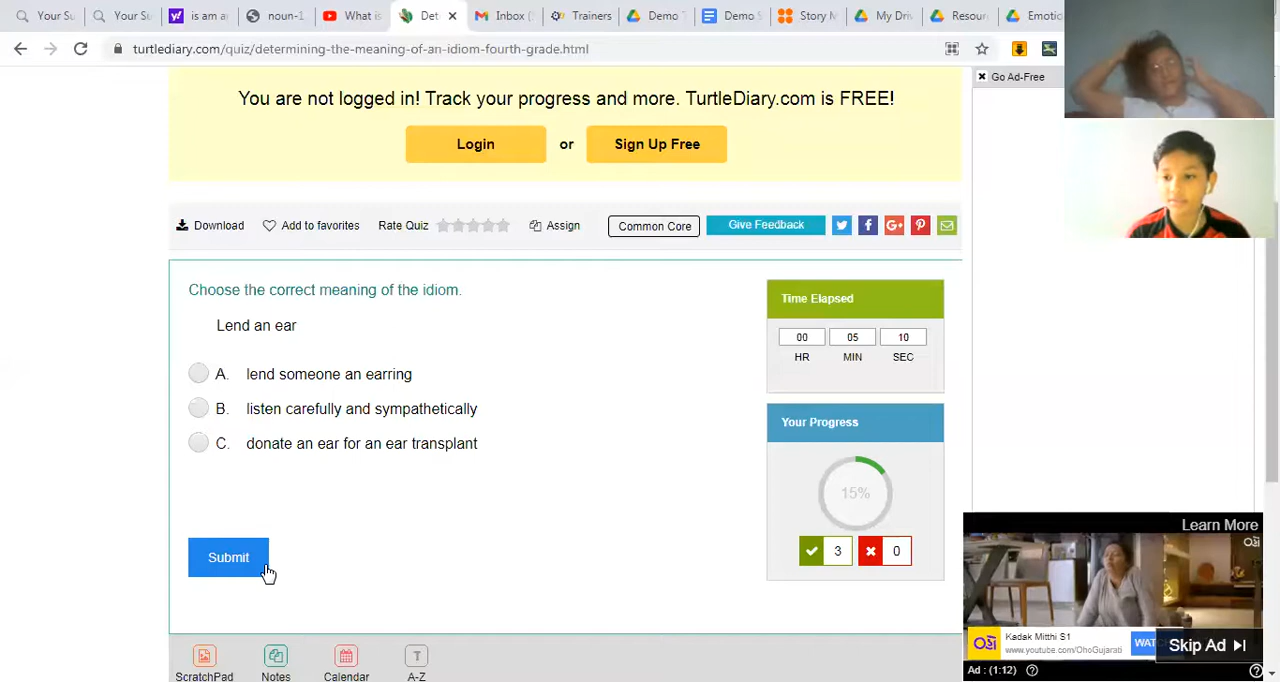 Your Su
Your Su
is am ar
noun-1
What is
Det
Inbox (
Trainers
Demo T
Demo S
Story M
My Driv
Resour
Emotio
turtlediary.com/quiz/determining-the-meaning-of-an-idiom-fourth-grade.html
You are not logged in! Track your progress and more. TurtleDiary.com is FREE!
Login or Sign Up Free
Go Ad-Free
Download Add to favorites Rate Quiz Assign Common Core Give Feedback
Choose the correct meaning of the idiom.
Lend an ear
A. lend someone an earring
B. listen carefully and sympathetically
C. donate an ear for an ear transplant
Submit
Time Elapsed
00 05 10
HR MIN SEC
Your Progress
15%
3 0
ScratchPad Notes Calendar A-Z
T
Learn More
Kadak Mitthi S1
www.youtube.com/OhoGujarati
WAT
Skip Ad
Ad : (1:12)